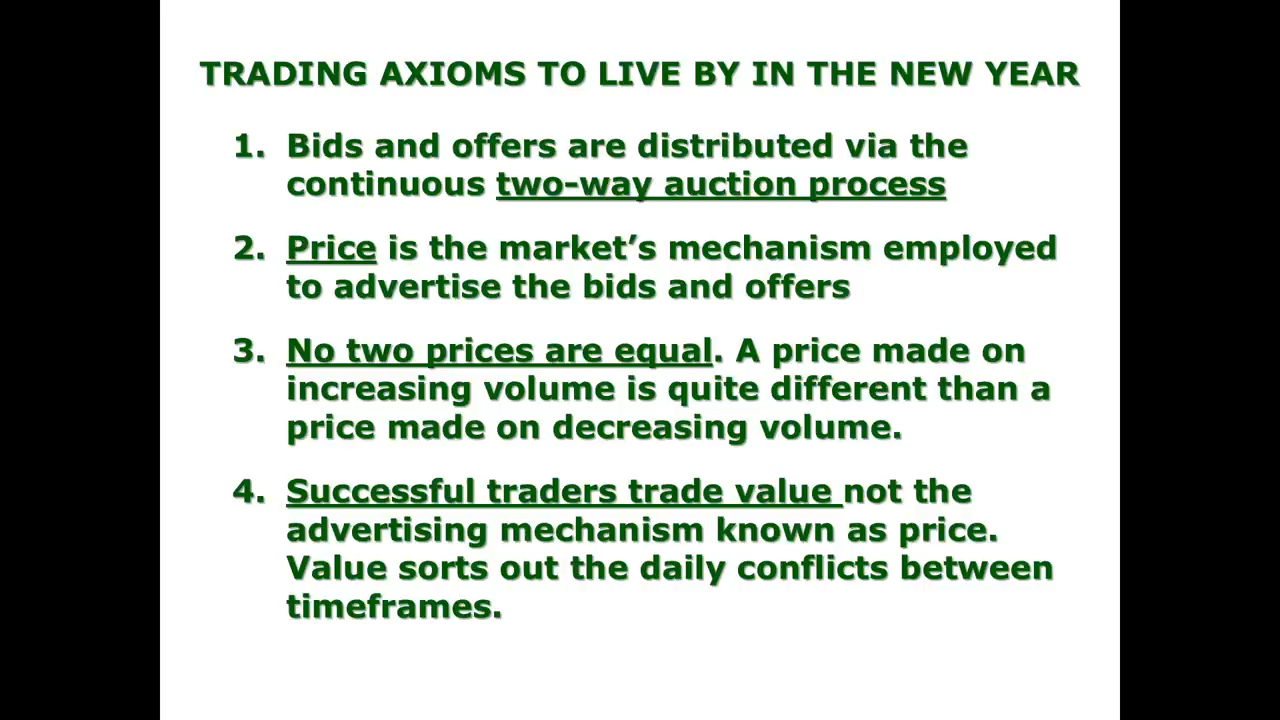 TRADING AXIOMS TO LIVE BY IN THE NEW YEAR
1. Bids and offers are distributed via the
continuous two-way auction process
2. Price is the market’s mechanism employed
to advertise the bids and offers
3. No two prices are equal. A price made on
increasing volume is quite different than a
price made on decreasing volume.
4. Successful traders trade value not the
advertising mechanism known as price.
Value sorts out the daily conflicts between
timeframes.